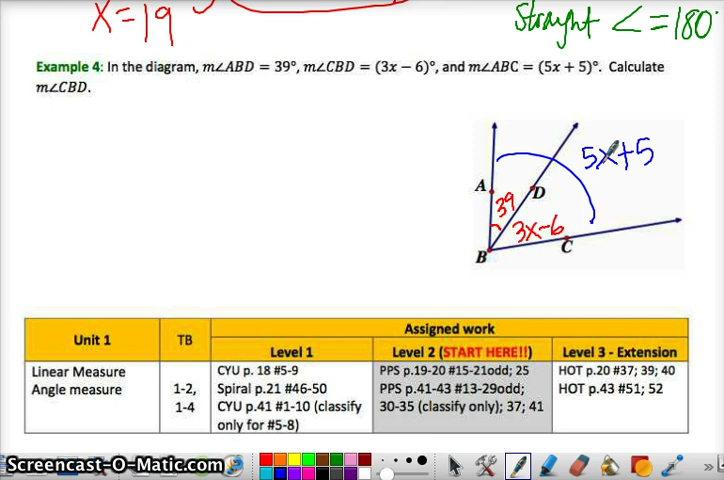 X = 19
Straight < = 180°
Example 4: In the diagram, m∠ABD = 39°, m∠CBD = (3x − 6)°, and m∠ABC = (5x + 5)°. Calculate
m∠CBD.
5x+5
A
39
D
3x-6
C
B
Unit 1
TB
Assigned work
Level 1
Level 2 (START HERE!!)
Level 3 - Extension
Linear Measure
Angle measure
1-2,
1-4
CYU p. 18 #5-9
Spiral p.21 #46-50
CYU p.41 #1-10 (classify
only for #5-8)
PPS p.19-20 #15-21odd; 25
PPS p.41-43 #13-29odd;
30-35 (classify only); 37; 41
HOT p.20 #37; 39; 40
HOT p.43 #51; 52
Screencast-O-Matic.com